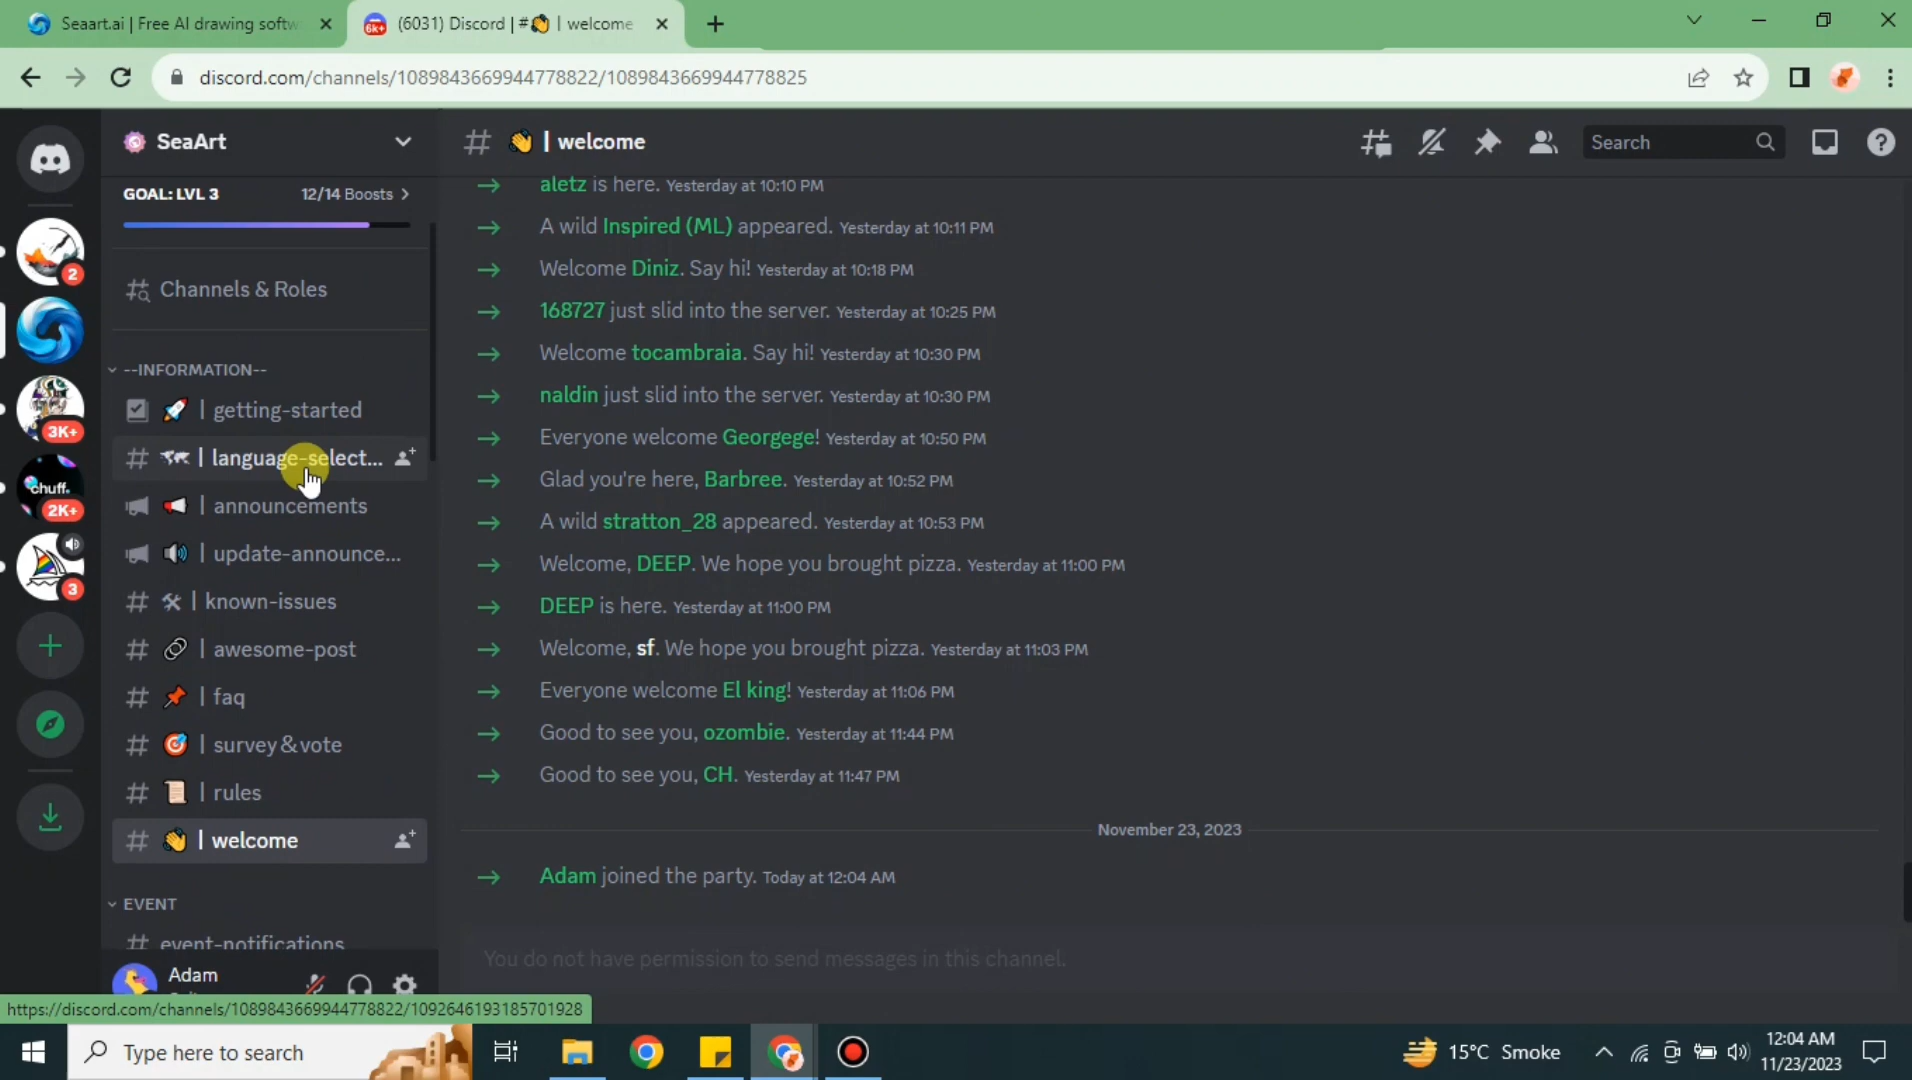 Seaart.ai | Free AI drawing softw
(6031) Discord | #👋 | welcome
6k+
discord.com/channels/1089843669944778822/1089843669944778825
SeaArt
GOAL: LVL 3
12/14 Boosts
Channels & Roles
--INFORMATION--
| getting-started
| language-select...
| announcements
| update-announce...
| known-issues
| awesome-post
| faq
| survey&vote
| rules
| welcome
EVENT
event-notifications
2
3K+
chuff.
2K+
3
Adam
https://discord.com/channels/1089843669944778822/1092646193185701928
# 👋 | welcome
Search
aletz is here. Yesterday at 10:10 PM
A wild Inspired (ML) appeared. Yesterday at 10:11 PM
Welcome Diniz. Say hi! Yesterday at 10:18 PM
168727 just slid into the server. Yesterday at 10:25 PM
Welcome tocambraia. Say hi! Yesterday at 10:30 PM
naldin just slid into the server. Yesterday at 10:30 PM
Everyone welcome Georgege! Yesterday at 10:50 PM
Glad you're here, Barbree. Yesterday at 10:52 PM
A wild stratton_28 appeared. Yesterday at 10:53 PM
Welcome, DEEP. We hope you brought pizza. Yesterday at 11:00 PM
DEEP is here. Yesterday at 11:00 PM
Welcome, sf. We hope you brought pizza. Yesterday at 11:03 PM
Everyone welcome El king! Yesterday at 11:06 PM
Good to see you, ozombie. Yesterday at 11:44 PM
Good to see you, CH. Yesterday at 11:47 PM
November 23, 2023
Adam joined the party. Today at 12:04 AM
You do not have permission to send messages in this channel.
Type here to search
15°C Smoke
12:04 AM
11/23/2023